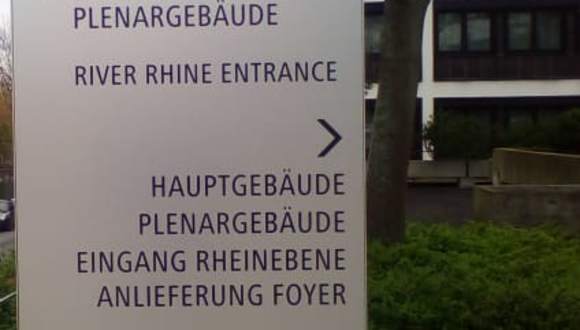 PLENARGEBÄUDE
RIVER RHINE ENTRANCE
HAUPTGEBÄUDE
PLENARGEBÄUDE
EINGANG RHEINEBENE
ANLIEFERUNG FOYER